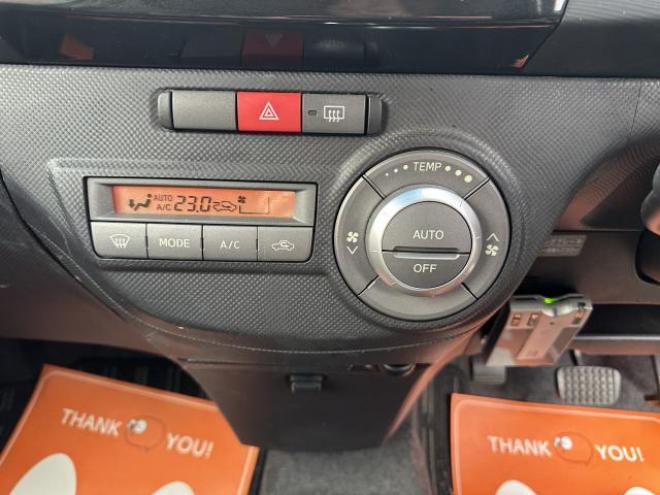 TEMP
AUTO
A/C 23.0
AUTO
OFF
MODE
A/C
THANK YOU!
THANK YOU!